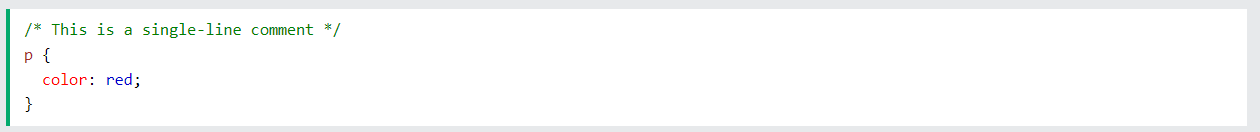 /* This is a single-line comment */
p {
  color: red;
}